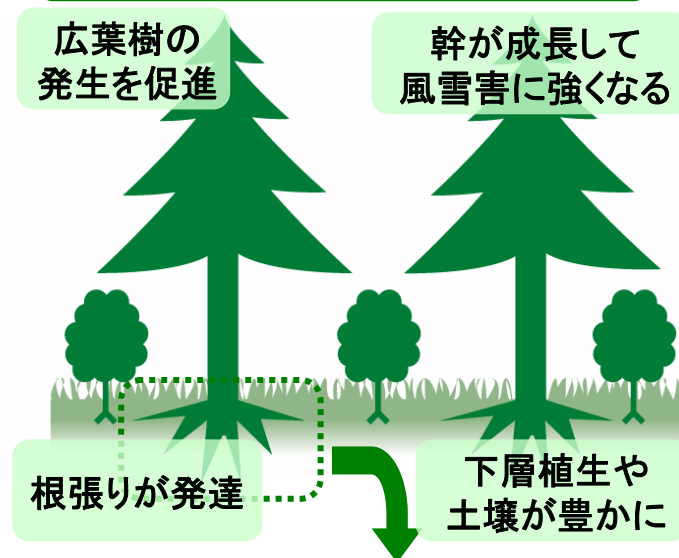 広葉樹の
発生を促進
幹が成長して
風雪害に強くなる
根張りが発達
下層植生や
土壌が豊かに